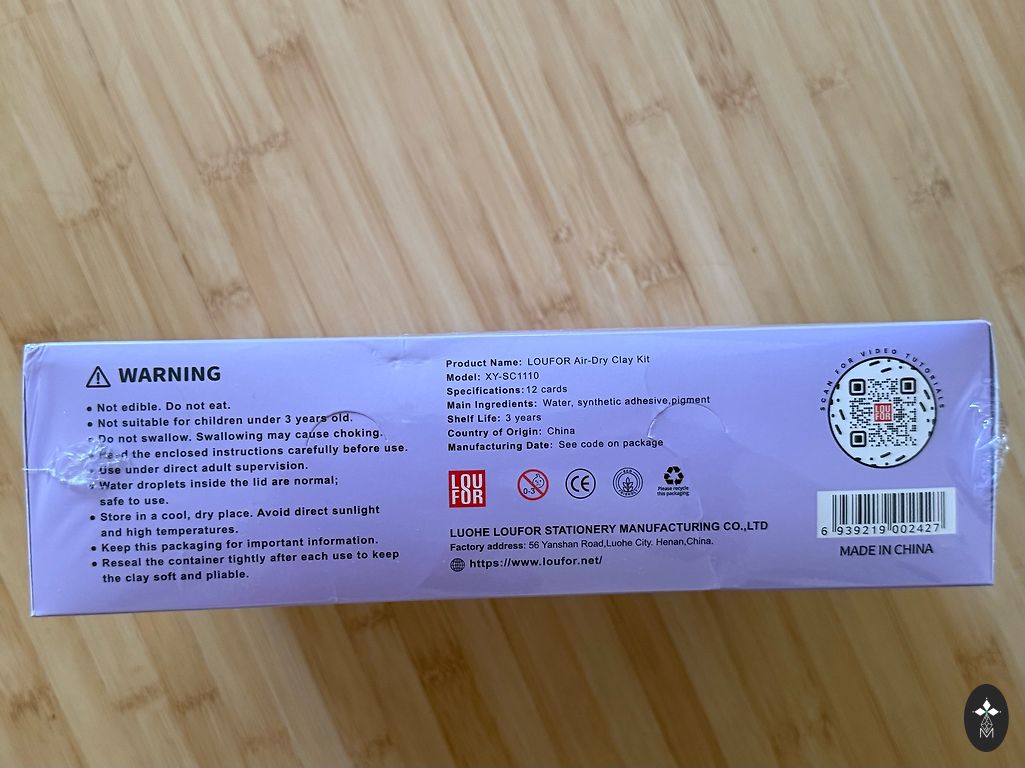 WARNING
• Not edible. Do not eat.
• Not suitable for children under 3 years old.
• Do not swallow. Swallowing may cause choking.
• Read the enclosed instructions carefully before use.
• Use under direct adult supervision.
• Water droplets inside the lid are normal;
safe to use.
• Store in a cool, dry place. Avoid direct sunlight
and high temperatures.
• Keep this packaging for important information.
• Reseal the container tightly after each use to keep
the clay soft and pliable.
Product Name: LOUFOR Air-Dry Clay Kit
Model: XY-SC1110
Specifications: 12 cards
Main Ingredients: Water, synthetic adhesive,pigment
Shelf Life: 3 years
Country of Origin: China
Manufacturing Date: See code on package
LOU
FOR
0-3
CE
Please recycle
this packaging
LUOHE LOUFOR STATIONERY MANUFACTURING CO.,LTD
Factory address: 56 Yanshan Road,Luohe City. Henan,China.
https://www.loufor.net/
SCAN FOR VIDEO TUTORIALS
LOU
FOR
6 939219 002427
MADE IN CHINA
M